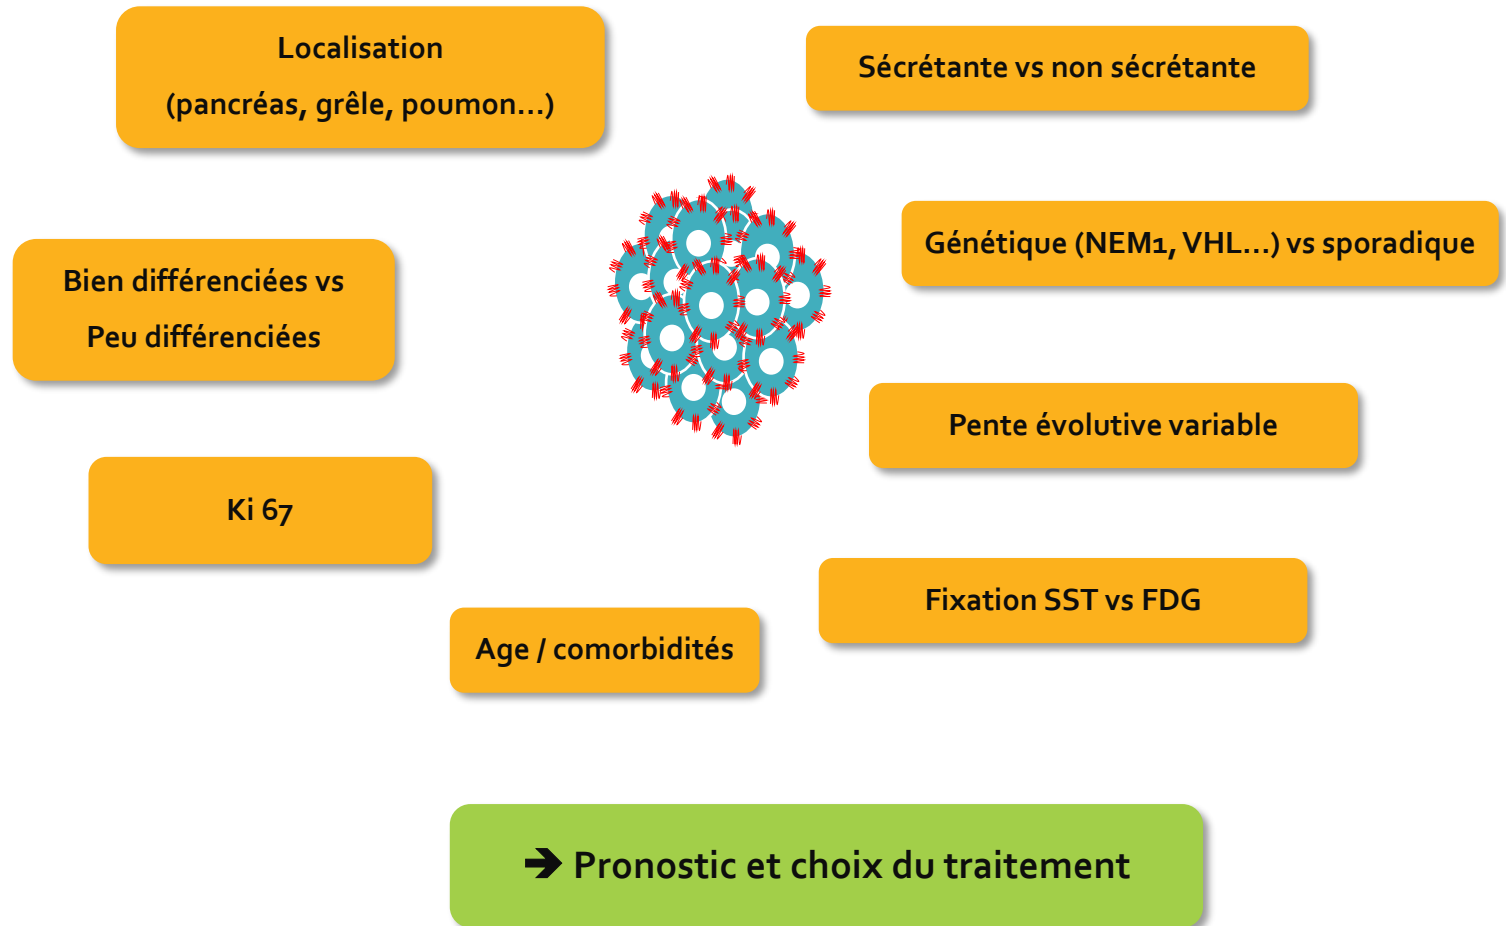 Localisation
(pancréas, grêle, poumon...)
Sécrétante vs non sécrétante
Génétique (NEM1, VHL...) vs sporadique
Bien différenciées vs
Peu différenciées
Pente évolutive variable
Ki 67
Fixation SST vs FDG
Age / comorbidités
➔ Pronostic et choix du traitement